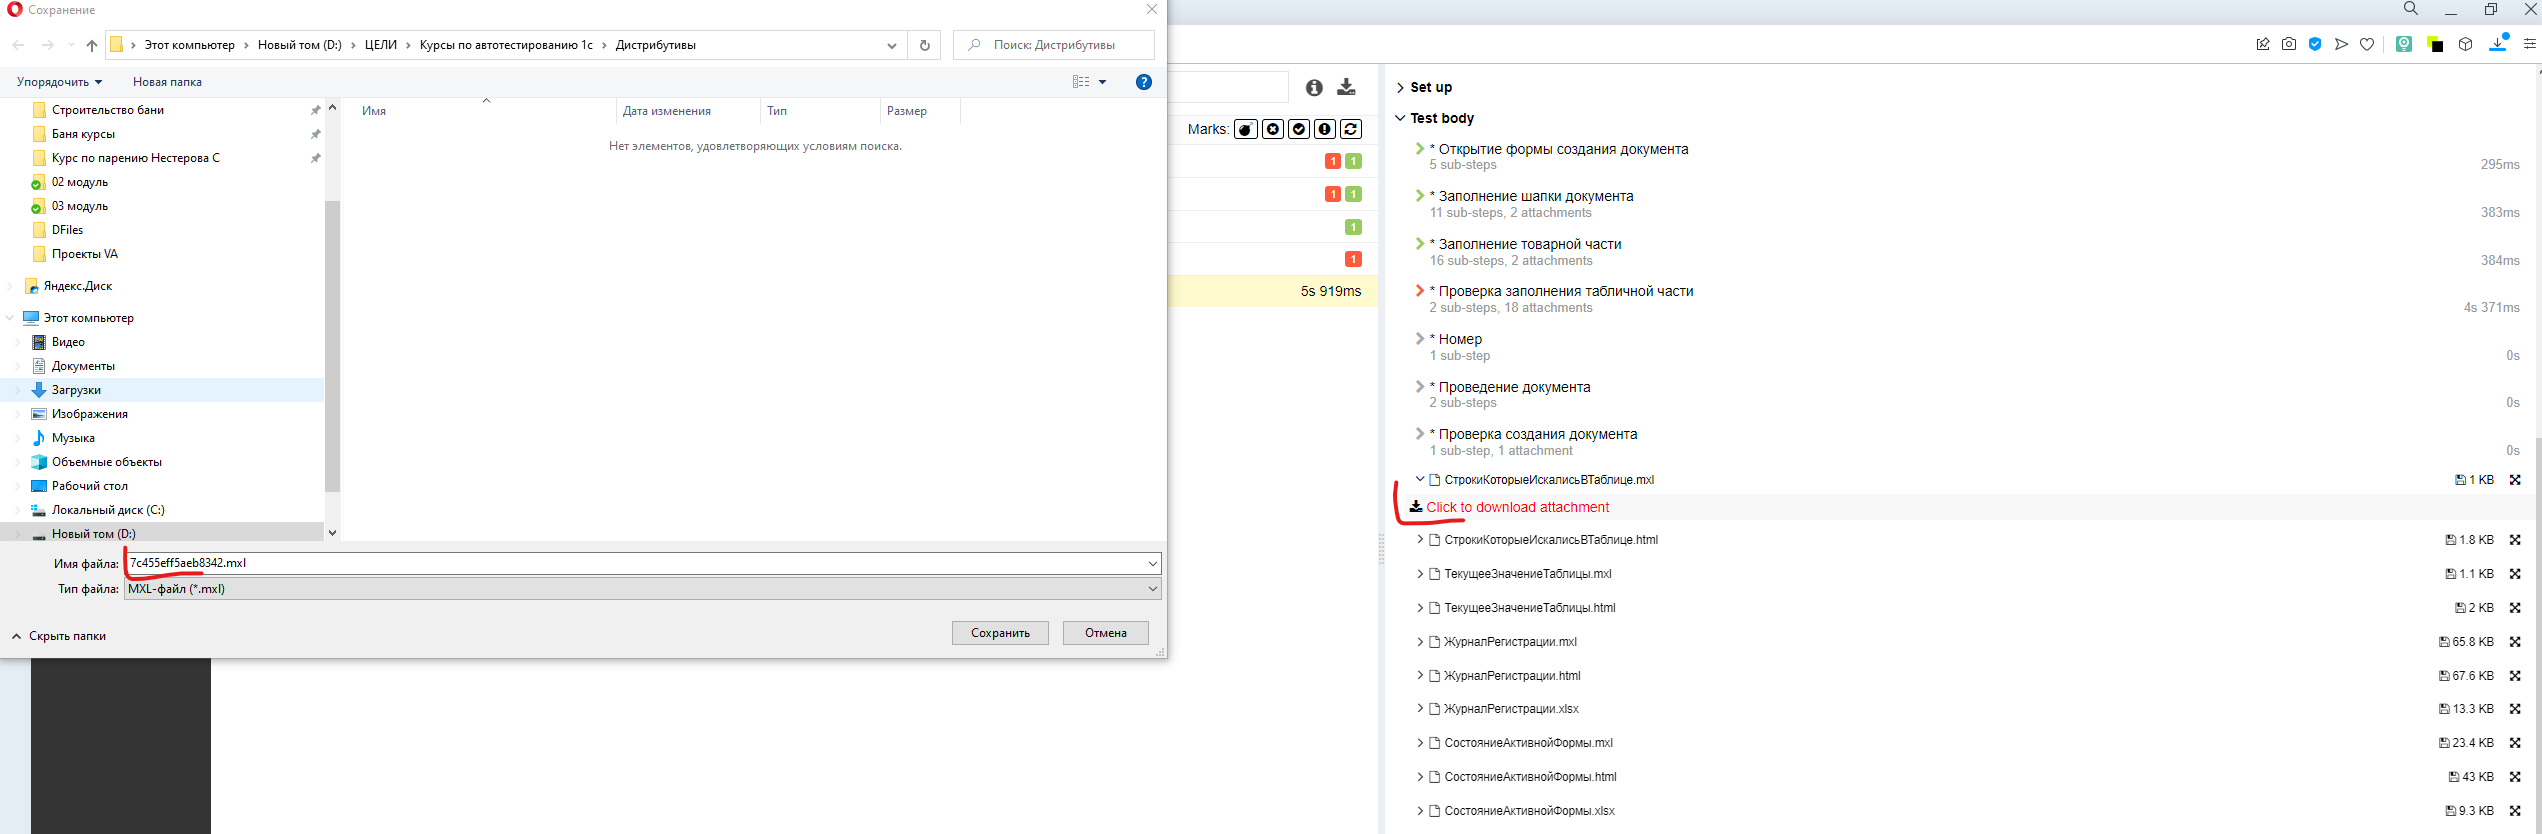 Сохранение
Этот компьютер
Новый том (D:)
ЦЕЛИ
Курсы по автотестированию 1с
Дистрибутивы
Поиск: Дистрибутивы
Упорядочить
Новая папка
Строительство бани
Баня курсы
Курс по парению Нестерова С
02 модуль
03 модуль
DFiles
Проекты VA
Яндекс.Диск
Этот компьютер
Видео
Документы
Загрузки
Изображения
Музыка
Объемные объекты
Рабочий стол
Локальный диск (C:)
Новый том (D:)
Имя
Дата изменения
Тип
Размер
Нет элементов, удовлетворяющих условиям поиска.
Имя файла: 7c455eff5aeb8342.mxl
Тип файла: MXL-файл (*.mxl)
Скрыть папки
Сохранить
Отмена
Marks:
1 1
1 1
1
1
5s 919ms
Set up
Test body
* Открытие формы создания документа
5 sub-steps 295ms
* Заполнение шапки документа
11 sub-steps, 2 attachments 383ms
* Заполнение товарной части
16 sub-steps, 2 attachments 384ms
* Проверка заполнения табличной части
2 sub-steps, 18 attachments 4s 371ms
* Номер
1 sub-step 0s
* Проведение документа
2 sub-steps 0s
* Проверка создания документа
1 sub-step, 1 attachment 0s
СтрокиКоторыеИскалисьВТаблице.mxl 1 KB
Click to download attachment
СтрокиКоторыеИскалисьВТаблице.html 1.8 KB
ТекущееЗначениеТаблицы.mxl 1.1 KB
ТекущееЗначениеТаблицы.html 2 KB
ЖурналРегистрации.mxl 65.8 KB
ЖурналРегистрации.html 67.6 KB
ЖурналРегистрации.xlsx 13.3 KB
СостояниеАктивнойФормы.mxl 23.4 KB
СостояниеАктивнойФормы.html 43 KB
СостояниеАктивнойФормы.xlsx 9.3 KB